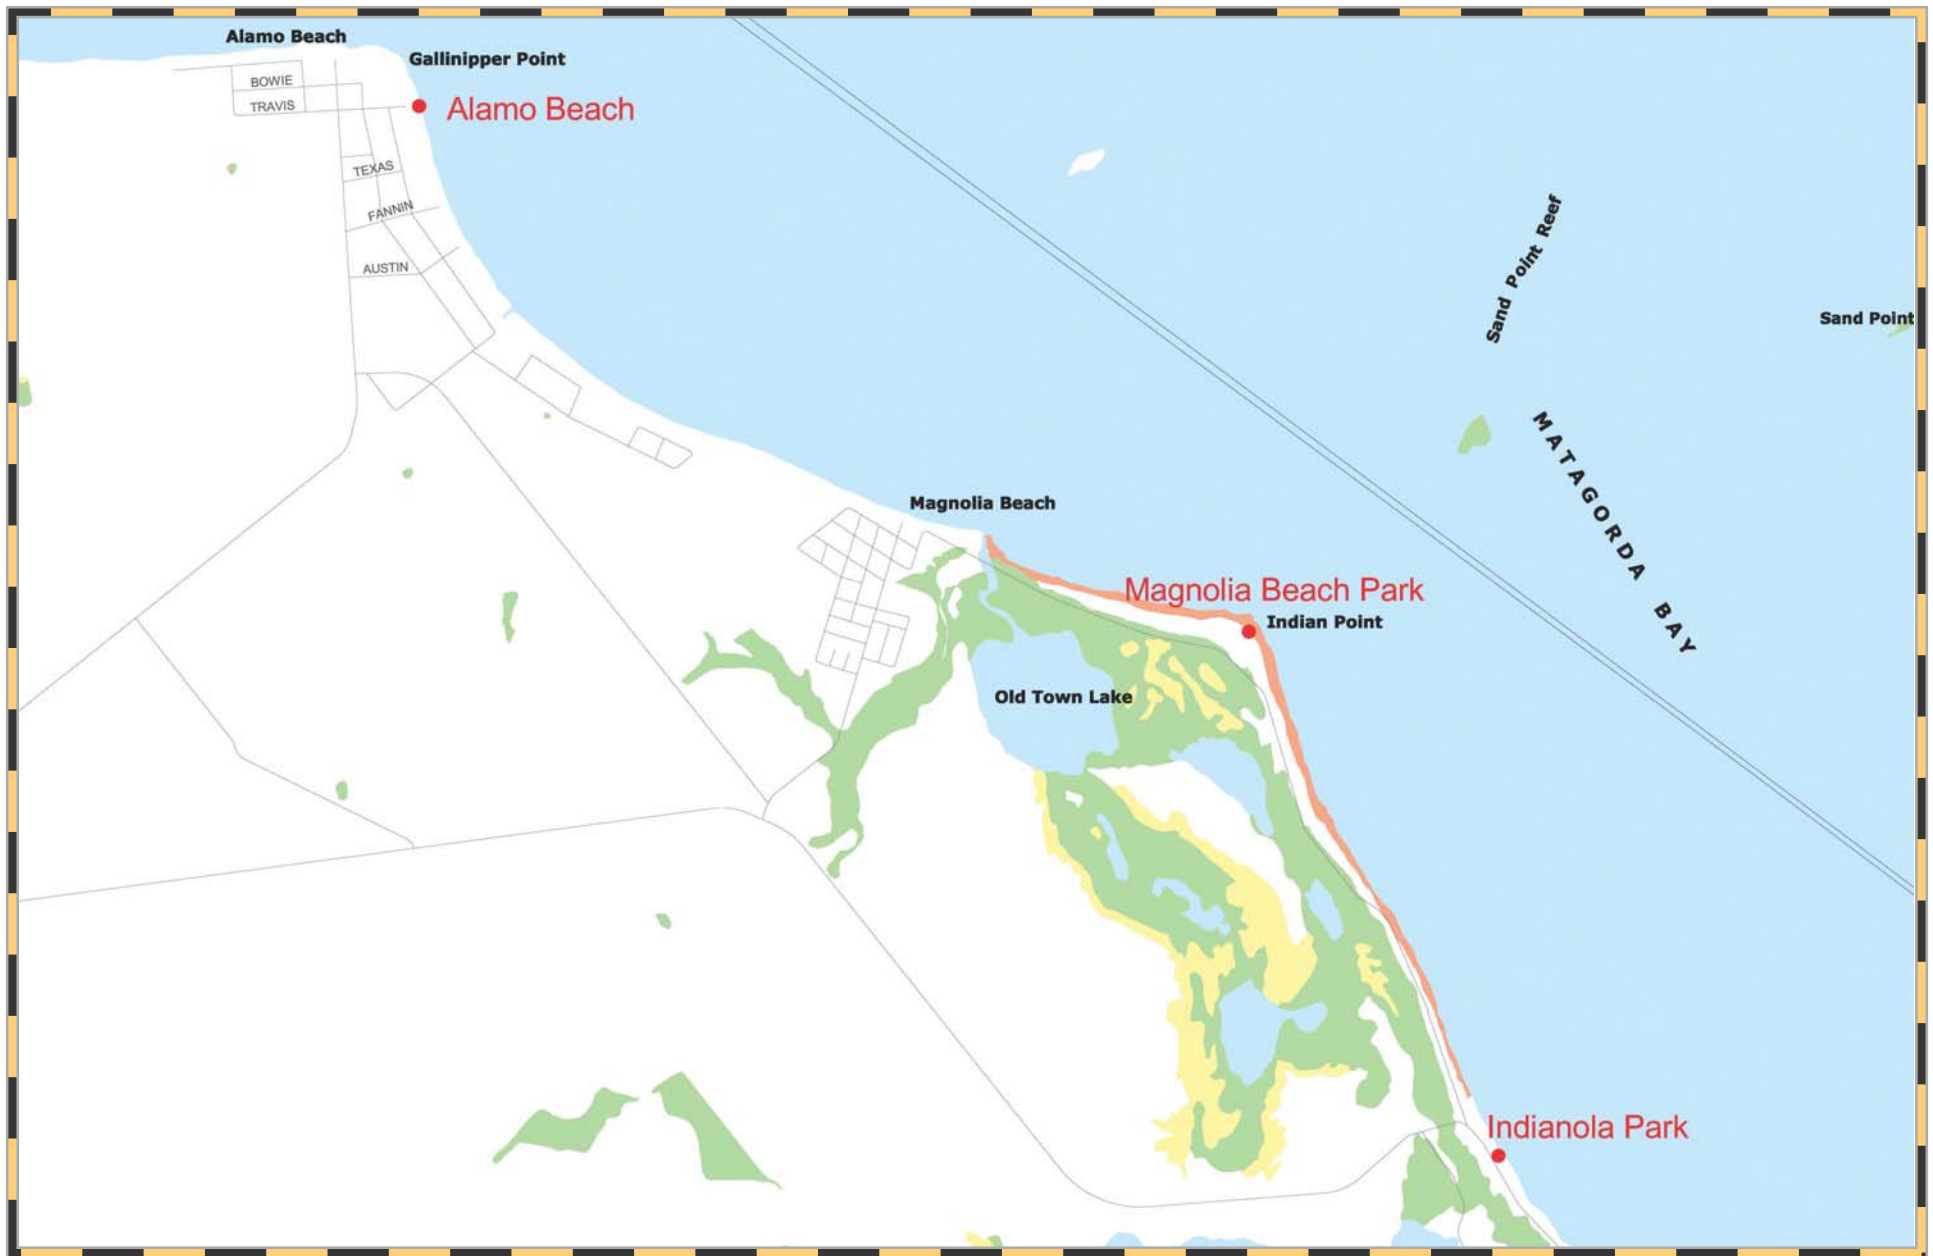 Alamo Beach
Gallinipper Point
BOWIE
TRAVIS
Alamo Beach
TEXAS
FANNIN
AUSTIN
Sand Point Reef
Sand Point
MATAGORDA BAY
Magnolia Beach
Magnolia Beach Park
Indian Point
Old Town Lake
Indianola Park